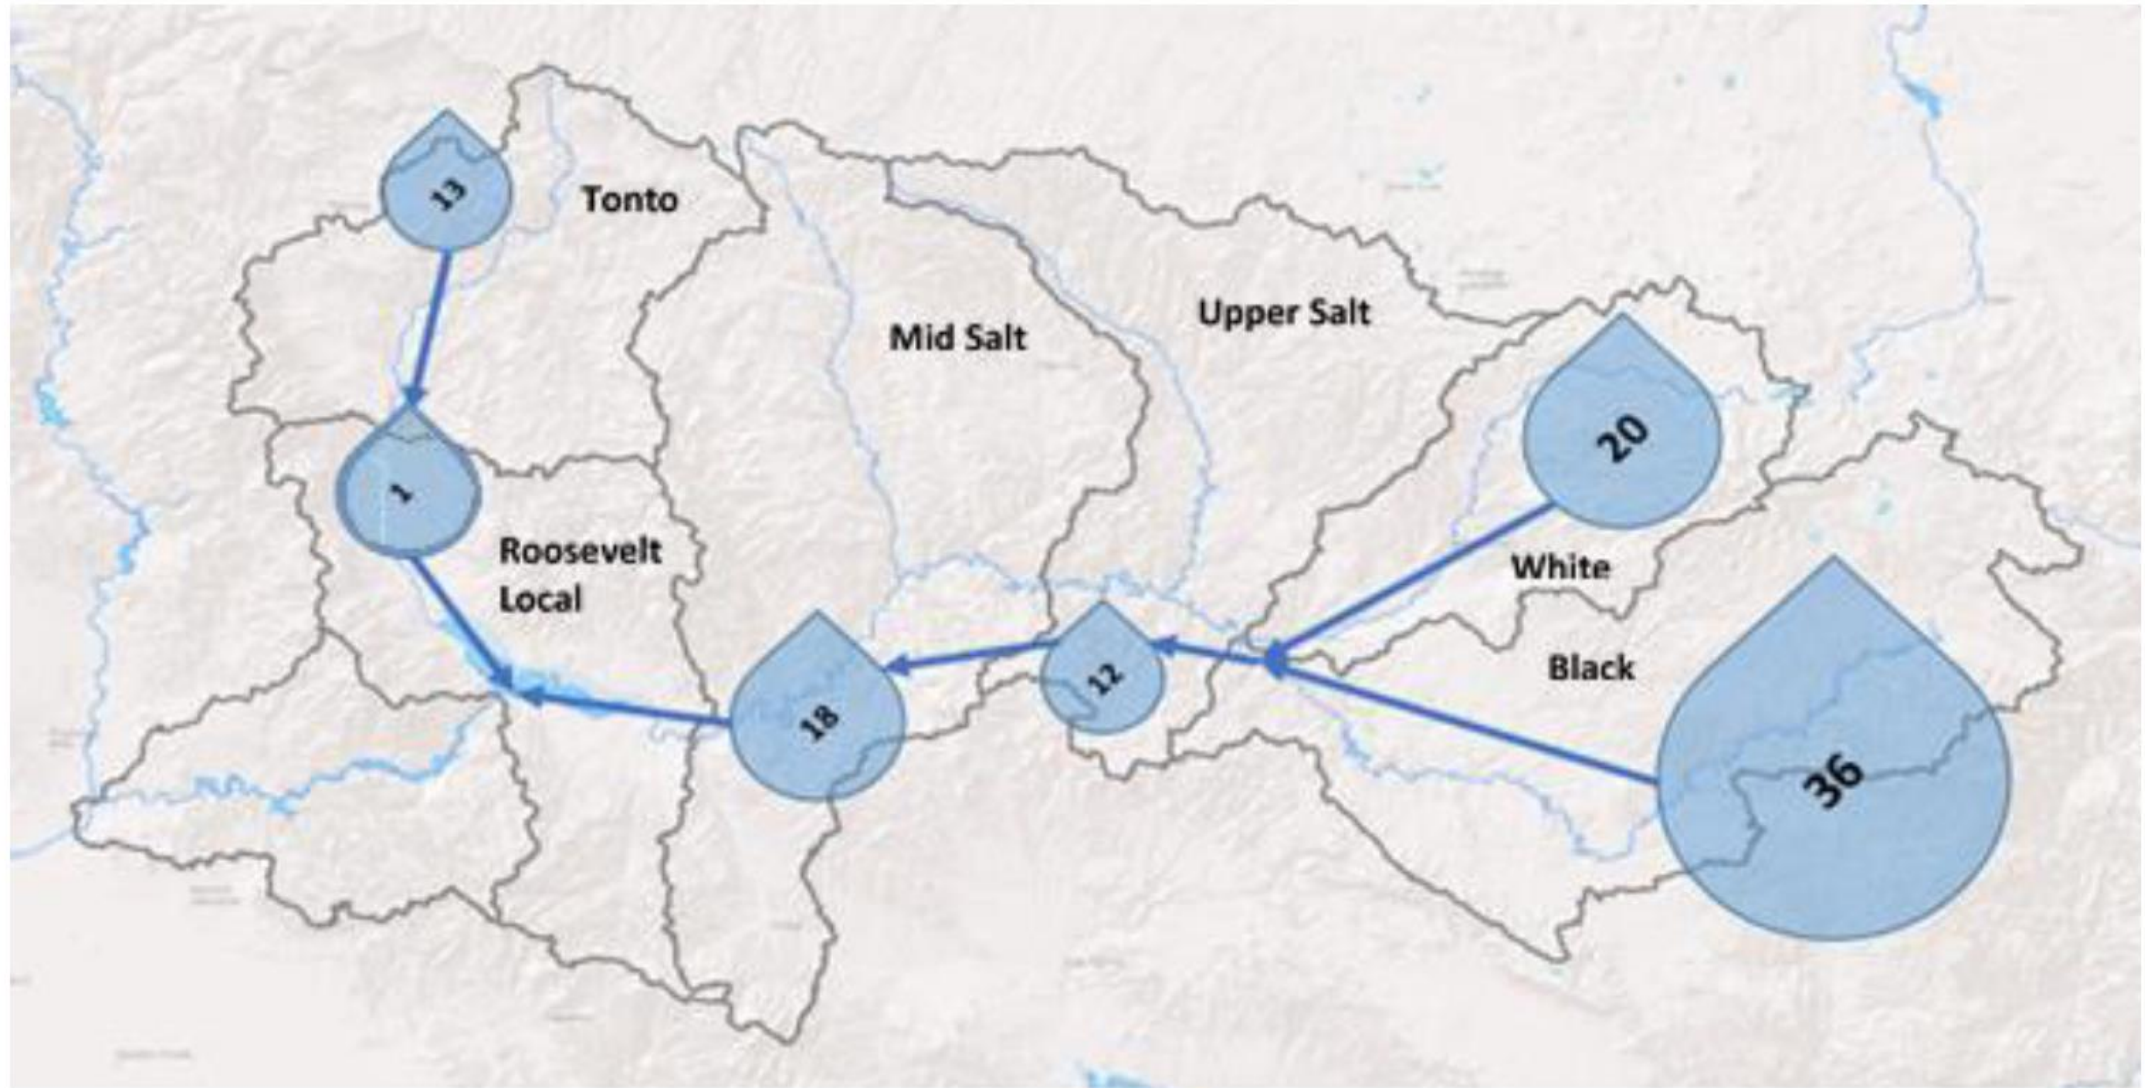 13
Tonto
Mid Salt
Upper Salt
20
1
Roosevelt
Local
White
Black
12
18
36